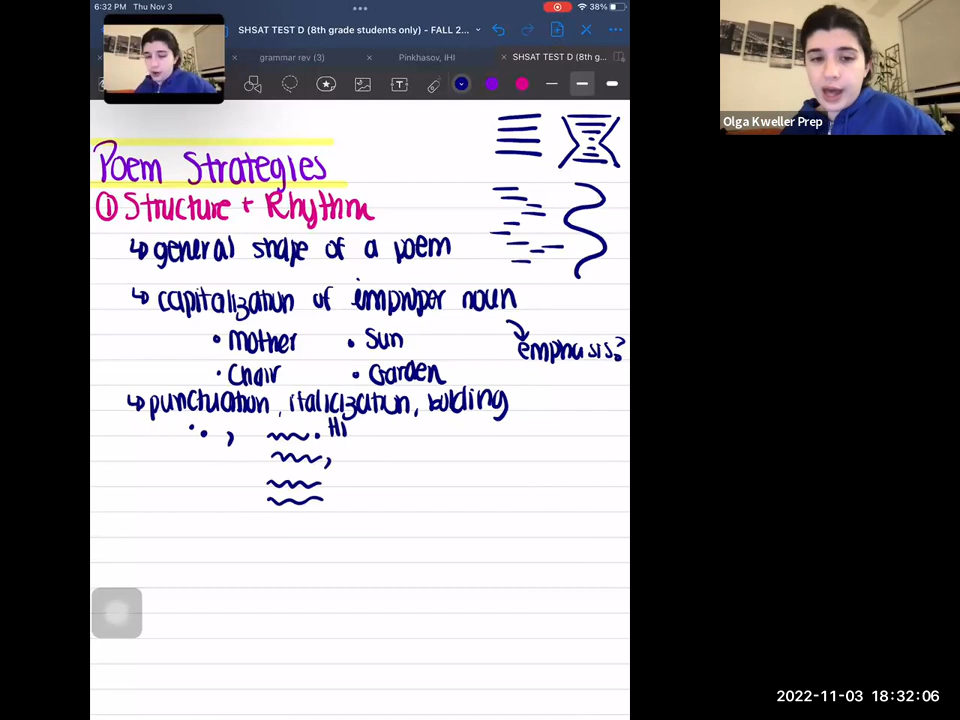 6:32 PM Thu Nov 3
38%
SHSAT TEST D (8th grade students only) - FALL 2...
grammar rev (3)
Pinkhasov, IHI
SHSAT TEST D (8th g...
Olga Kweller Prep
Poem Strategies
① Structure + Rhythm
↳ general shape of a poem
↳ capitalization of improper noun
emphasis?
• Mother • Sun
• Chair • Garden
↳ punctuation, italicization, bolding
Hi
2022-11-03 18:32:06